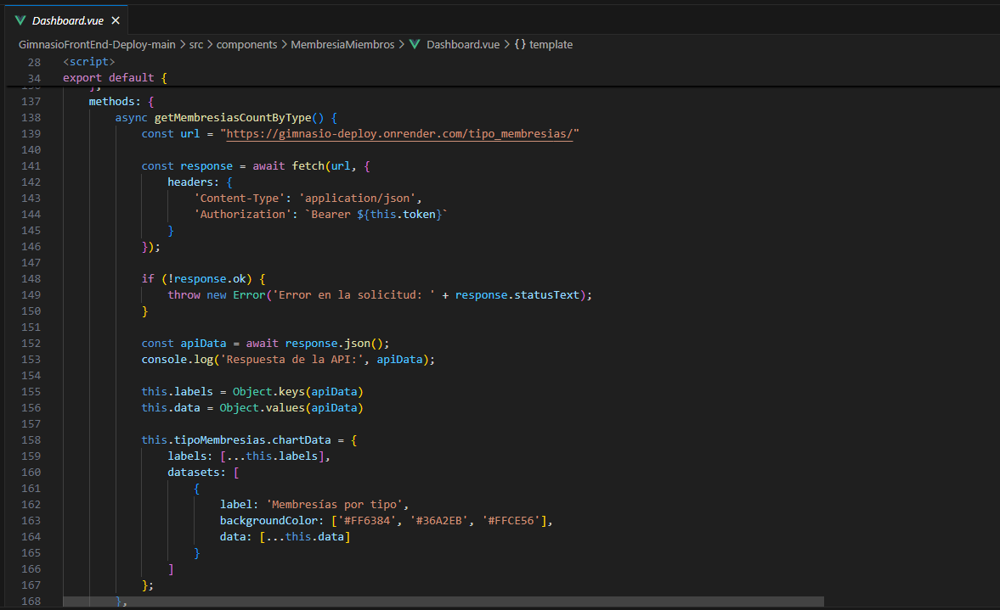 Dashboard.vue
GimnasioFrontEnd-Deploy-main > src > components > MembresiaMiembros > Dashboard.vue > {} template
28 <script>
34 export default {
136 },
137 methods: {
138 async getMembresiasCountByType() {
139 const url = "https://gimnasio-deploy.onrender.com/tipo_membresias/"
140
141 const response = await fetch(url, {
142 headers: {
143 'Content-Type': 'application/json',
144 'Authorization': `Bearer ${this.token}`
145 }
146 });
147
148 if (!response.ok) {
149 throw new Error('Error en la solicitud: ' + response.statusText);
150 }
151
152 const apiData = await response.json();
153 console.log('Respuesta de la API:', apiData);
154
155 this.labels = Object.keys(apiData)
156 this.data = Object.values(apiData)
157
158 this.tipoMembresias.chartData = {
159 labels: [...this.labels],
160 datasets: [
161 {
162 label: 'Membresías por tipo',
163 backgroundColor: ['#FF6384', '#36A2EB', '#FFCE56'],
164 data: [...this.data]
165 }
166 ]
167 };
168 },